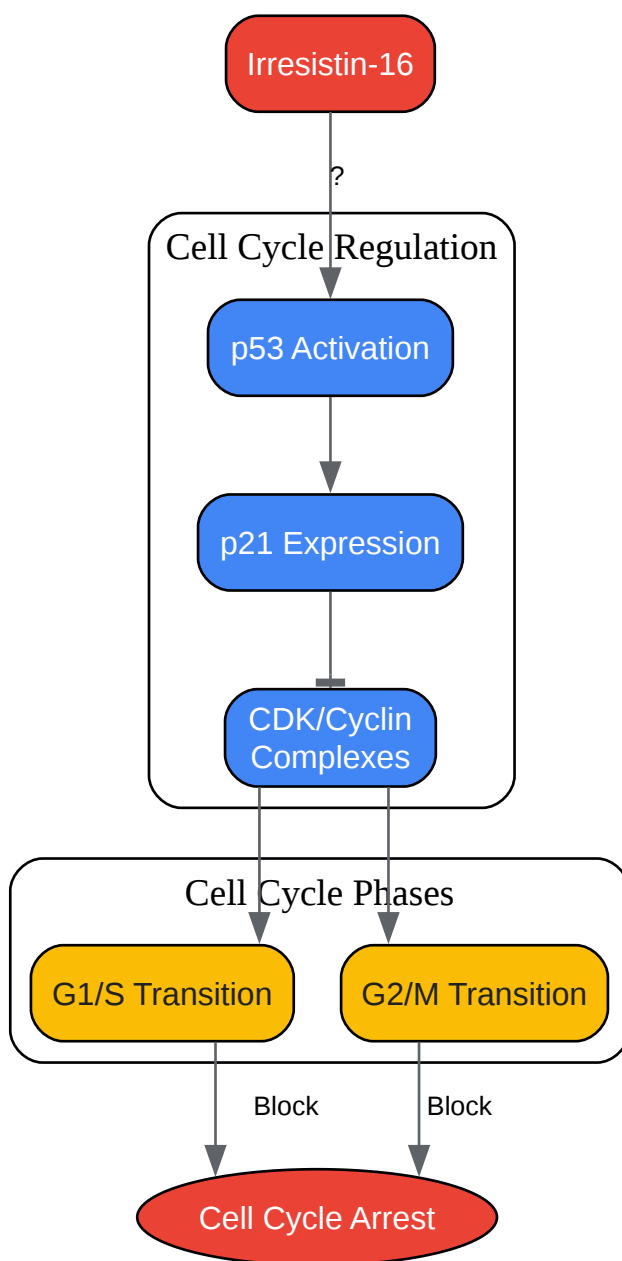 Irresistin-16
?
Cell Cycle Regulation
p53 Activation
p21 Expression
CDK/Cyclin
Complexes
Cell Cycle Phases
G1/S Transition
G2/M Transition
Block
Block
Cell Cycle Arrest